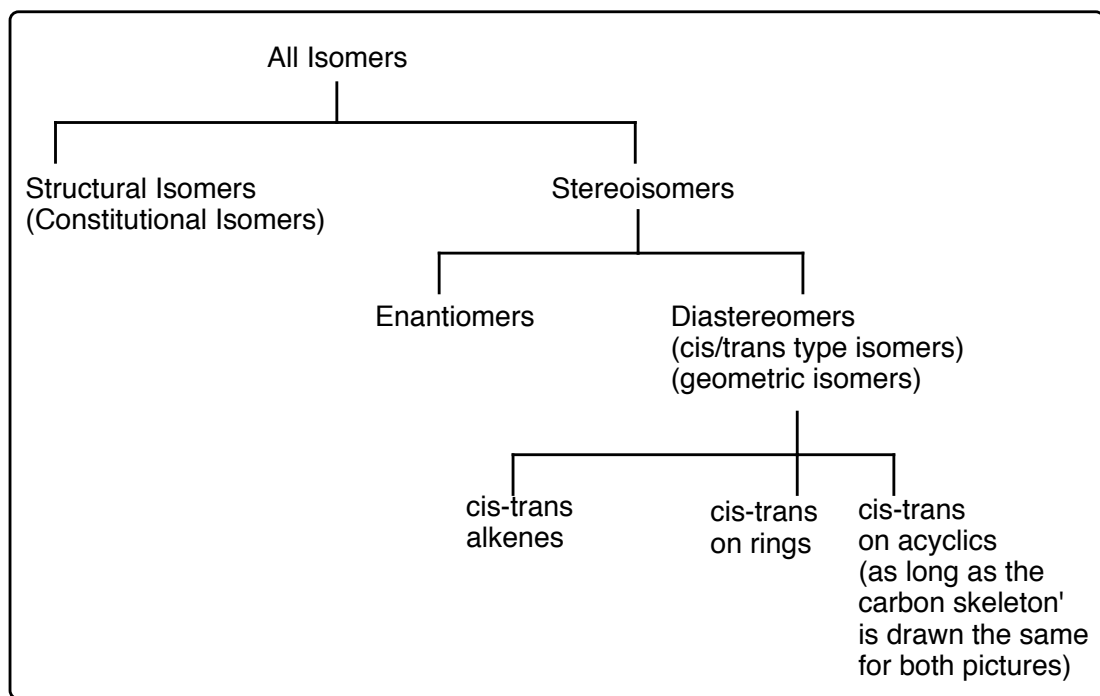 All Isomers
Structural Isomers
(Constitutional Isomers)
Stereoisomers
Enantiomers
Diastereomers
(cis/trans type isomers)
(geometric isomers)
cis-trans
alkenes
cis-trans
on rings
cis-trans
on acyclics
(as long as the
carbon skeleton'
is drawn the same
for both pictures)